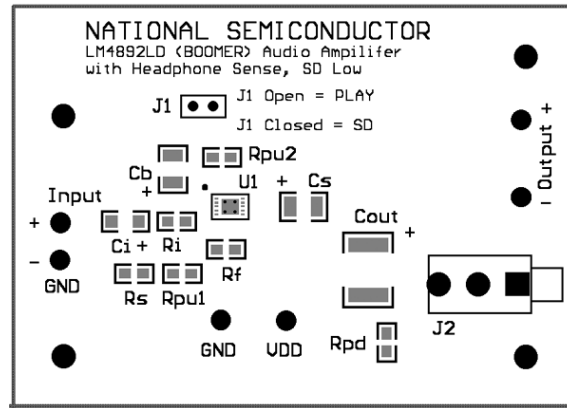 NATIONAL SEMICONDUCTOR
LM4892LD (BOOMER) Audio Ampilifer
with Headphone Sense, SD Low
J1
J1 Open = PLAY
J1 Closed = SD
Output + -
Rpu2
Cb +
U1
+ Cs
Input
+
-
GND
Ci +
Ri
Cout +
Rf
Rs
Rpu1
J2
GND
VDD
Rpd